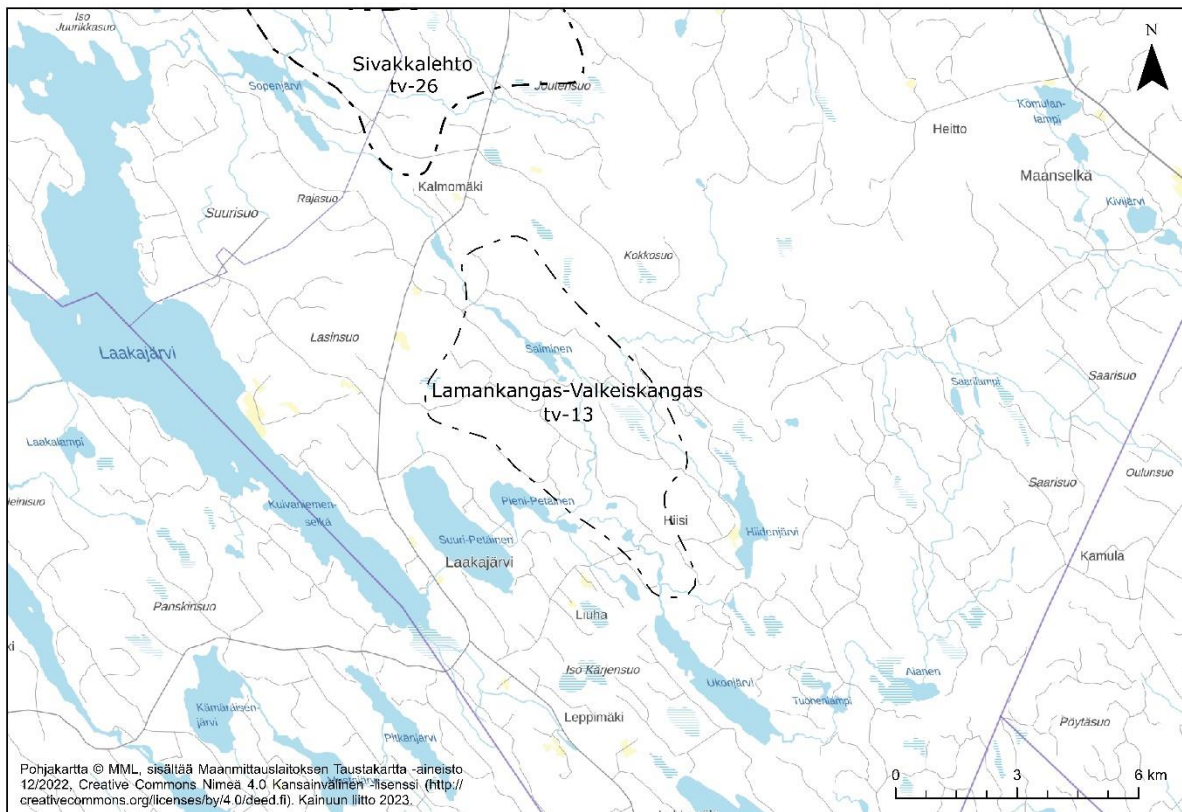 Iso
Juurikkasuo
N
Sivakkalehto
tv-26
Sopenjärvi
Joutensuo
Komulan-
lampi
Heitto
Maanselkä
Kalmomäki
Rajasuo
Suurisuo
Kivijärvi
Kokkosuo
Lasinsuo
Laakajärvi
Salminen
Saarisuo
Saarilampi
Lamankangas-Valkeiskangas
tv-13
Laakalampi
Oulunsuo
Saarisuo
Heinisuo
Kuivaniemen-
selkä
Pieni-Petäinen
Hiisi
Hiidenjärvi
Suuri-Petäinen
Laakajärvi
Kamula
Panskinsuo
Liuha
ki
Iso Kärjensuo
Ukonjärvi
Alanen
Tuonenlampi
Kämäräisen-
järvi
Leppimäki
Pöytäsuo
Pitkänjärvi
Pohjakartta © MML, sisältää Maanmittauslaitoksen Taustakartta -aineisto
12/2022, Creative Commons Nimeä 4.0 Kansainvälinen -lisenssi (http://
creativecommons.org/licenses/by/4.0/deed.fi). Kainuun liitto 2023.
0 3 6 km